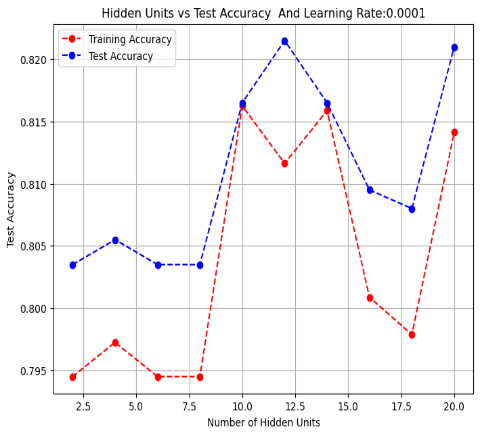 Hidden Units vs Test Accuracy  And Learning Rate:0.0001
Training Accuracy
Test Accuracy
0.820
0.815
0.810
0.805
0.800
0.795
Test Accuracy
2.5 5.0 7.5 10.0 12.5 15.0 17.5 20.0
Number of Hidden Units